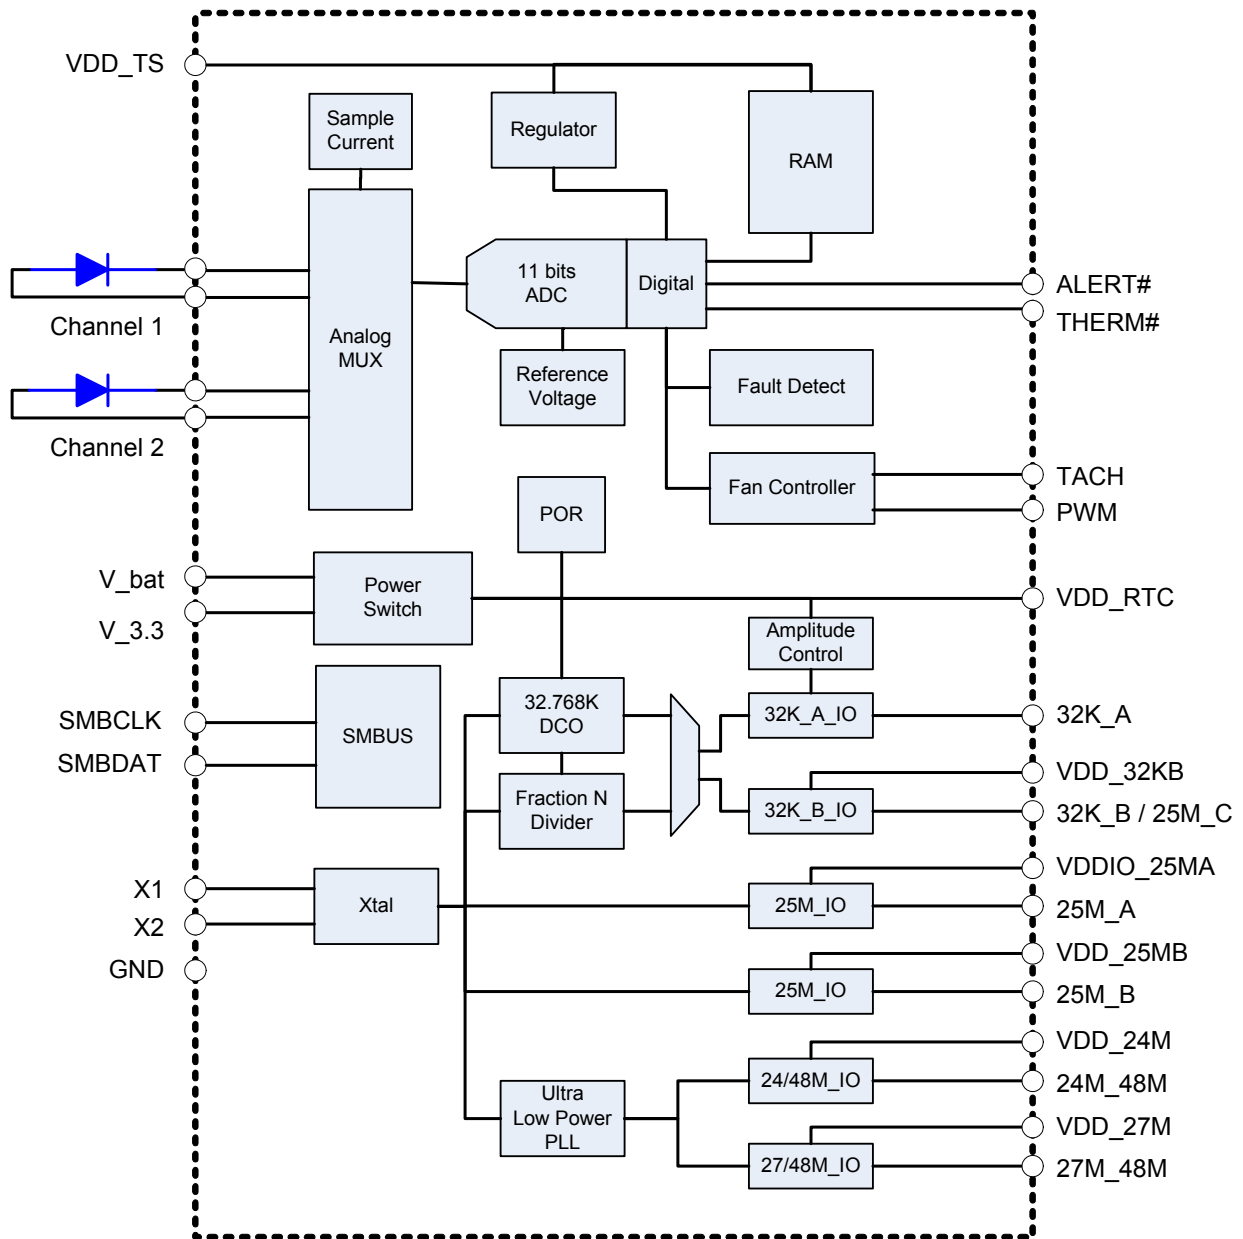 VDD_TS
Sample
Current
Regulator
RAM
11 bits
ADC
Digital
ALERT#
THERM#
Channel 1
Analog
MUX
Reference
Voltage
Fault Detect
Channel 2
Fan Controller
TACH
PWM
POR
V_bat
V_3.3
Power
Switch
VDD_RTC
Amplitude
Control
SMBCLK
SMBDAT
SMBUS
32.768K
DCO
32K_A_IO
32K_A
VDD_32KB
Fraction N
Divider
32K_B_IO
32K_B / 25M_C
X1
X2
Xtal
VDDIO_25MA
25M_IO
25M_A
GND
VDD_25MB
25M_IO
25M_B
VDD_24M
24/48M_IO
24M_48M
Ultra
Low Power
PLL
VDD_27M
27/48M_IO
27M_48M